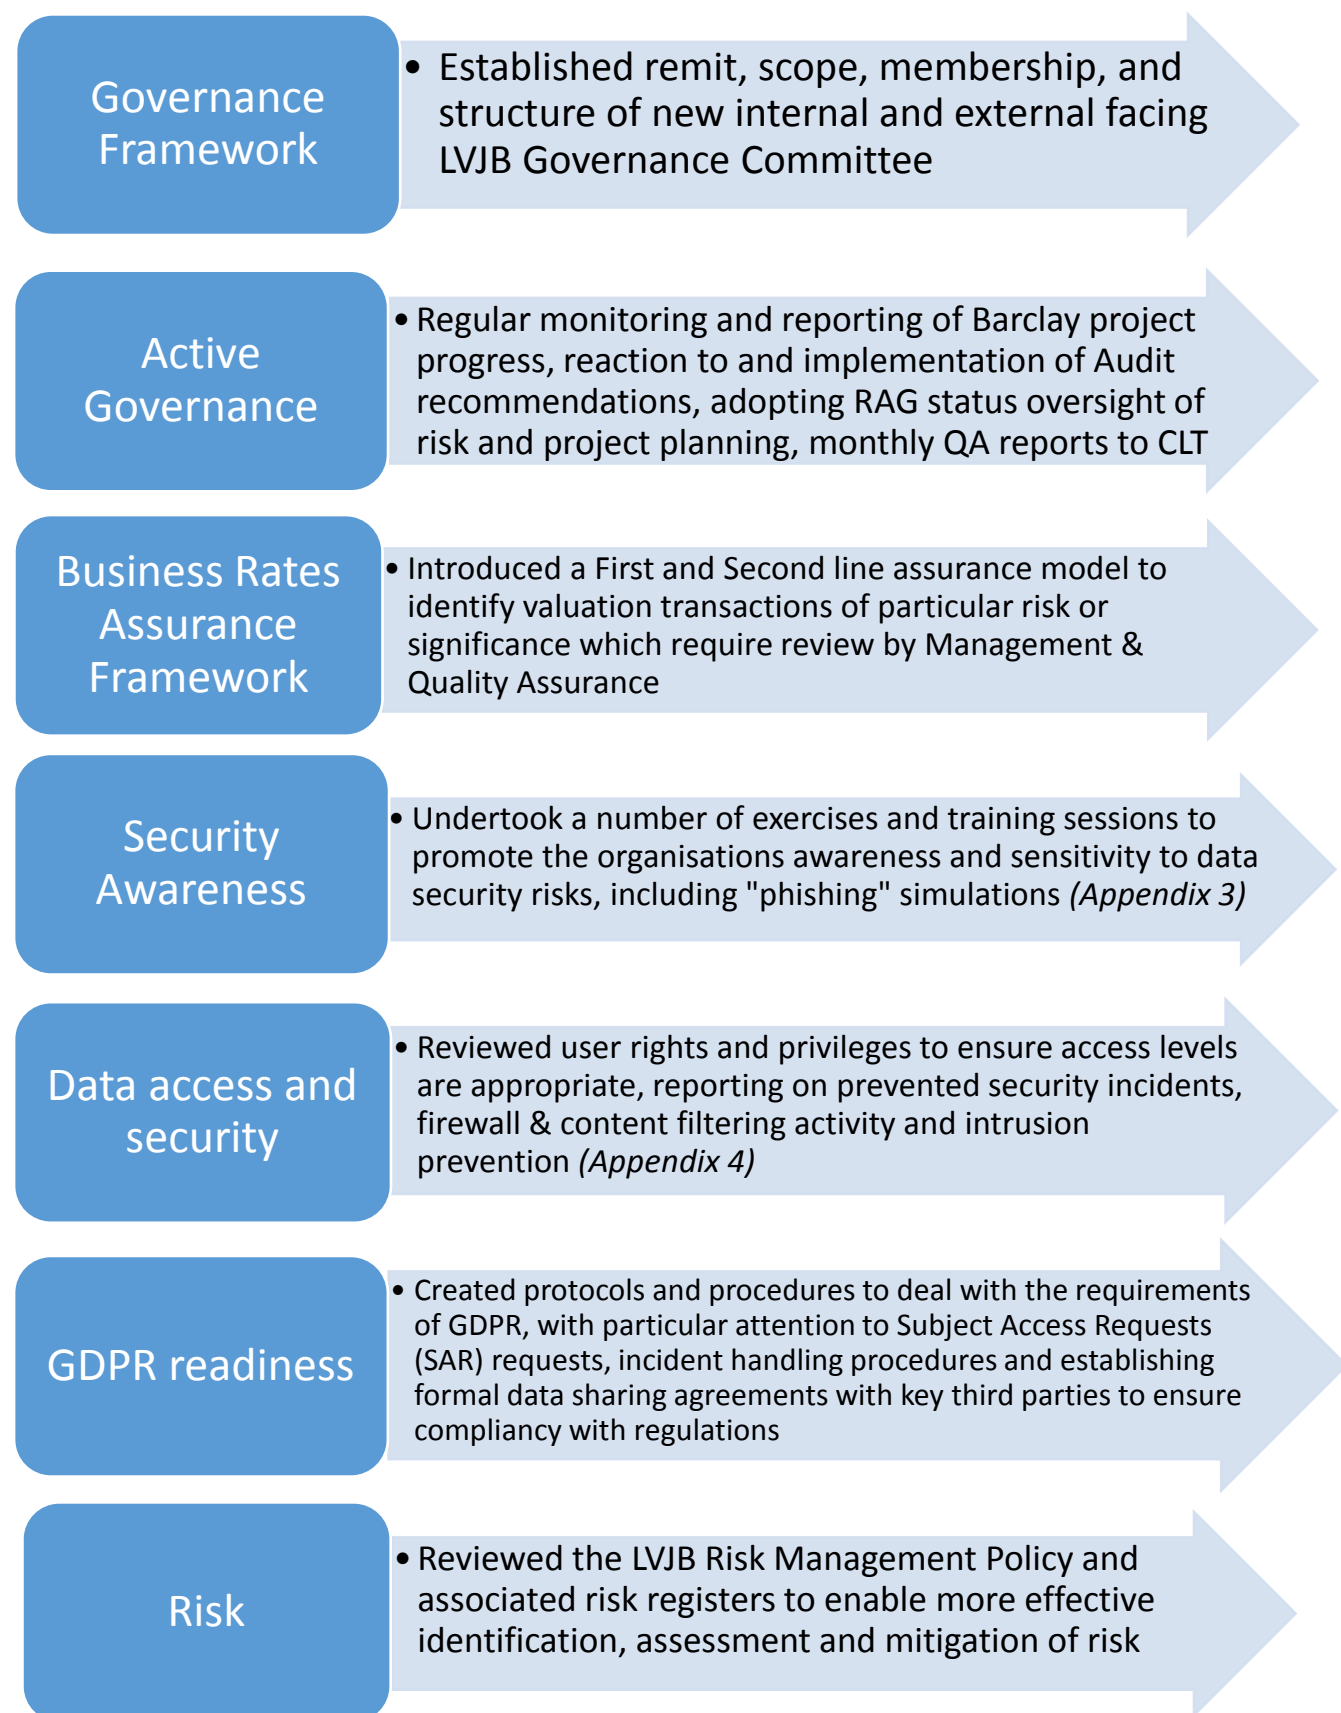 Governance
Framework
• Established remit, scope, membership, and
structure of new internal and external facing
LVJB Governance Committee
Active
Governance
• Regular monitoring and reporting of Barclay project
progress, reaction to and implementation of Audit
recommendations, adopting RAG status oversight of
risk and project planning, monthly QA reports to CLT
Business Rates
Assurance
Framework
• Introduced a First and Second line assurance model to
identify valuation transactions of particular risk or
significance which require review by Management &
Quality Assurance
Security
Awareness
• Undertook a number of exercises and training sessions to
promote the organisations awareness and sensitivity to data
security risks, including "phishing" simulations (Appendix 3)
Data access and
security
• Reviewed user rights and privileges to ensure access levels
are appropriate, reporting on prevented security incidents,
firewall & content filtering activity and intrusion
prevention (Appendix 4)
GDPR readiness
• Created protocols and procedures to deal with the requirements
of GDPR, with particular attention to Subject Access Requests
(SAR) requests, incident handling procedures and establishing
formal data sharing agreements with key third parties to ensure
compliancy with regulations
Risk
• Reviewed the LVJB Risk Management Policy and
associated risk registers to enable more effective
identification, assessment and mitigation of risk